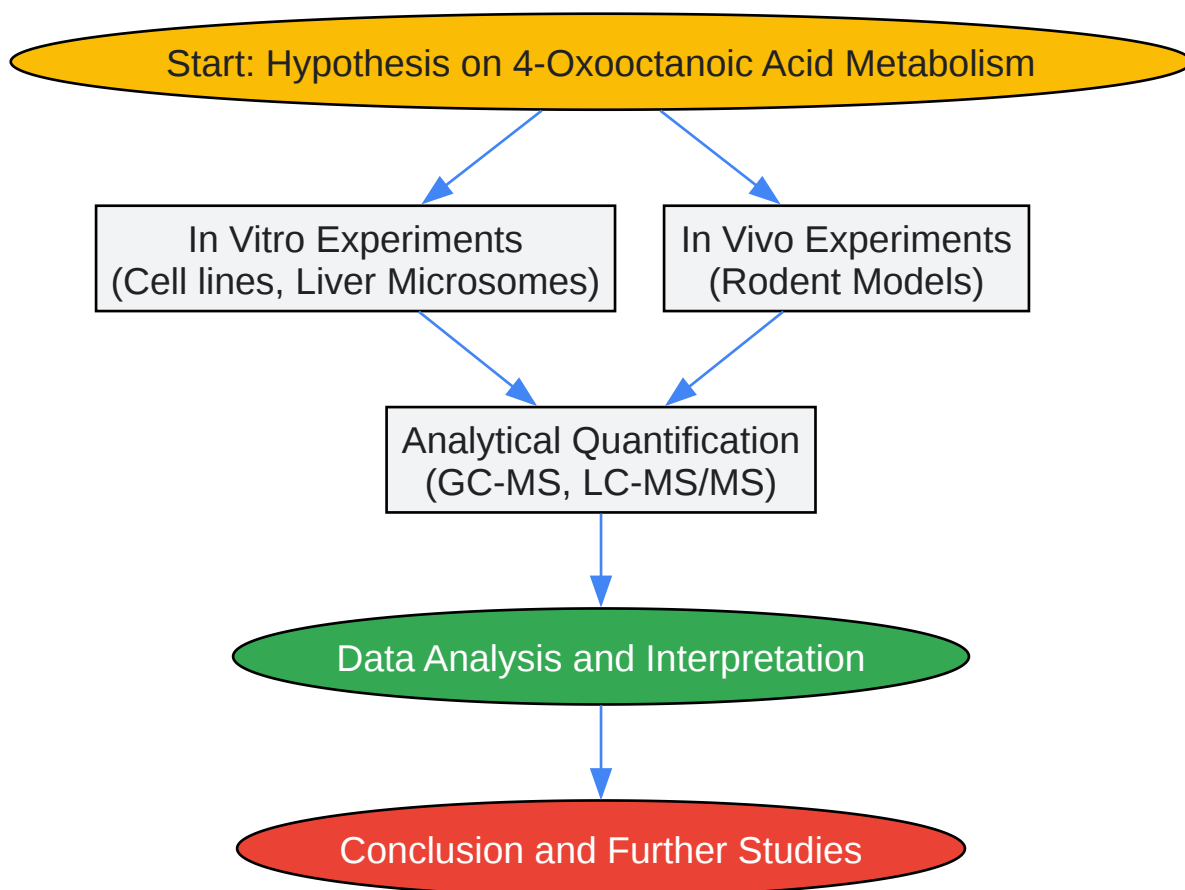 Start: Hypothesis on 4-Oxooctanoic Acid Metabolism
In Vitro Experiments
(Cell lines, Liver Microsomes)
In Vivo Experiments
(Rodent Models)
Analytical Quantification
(GC-MS, LC-MS/MS)
Data Analysis and Interpretation
Conclusion and Further Studies